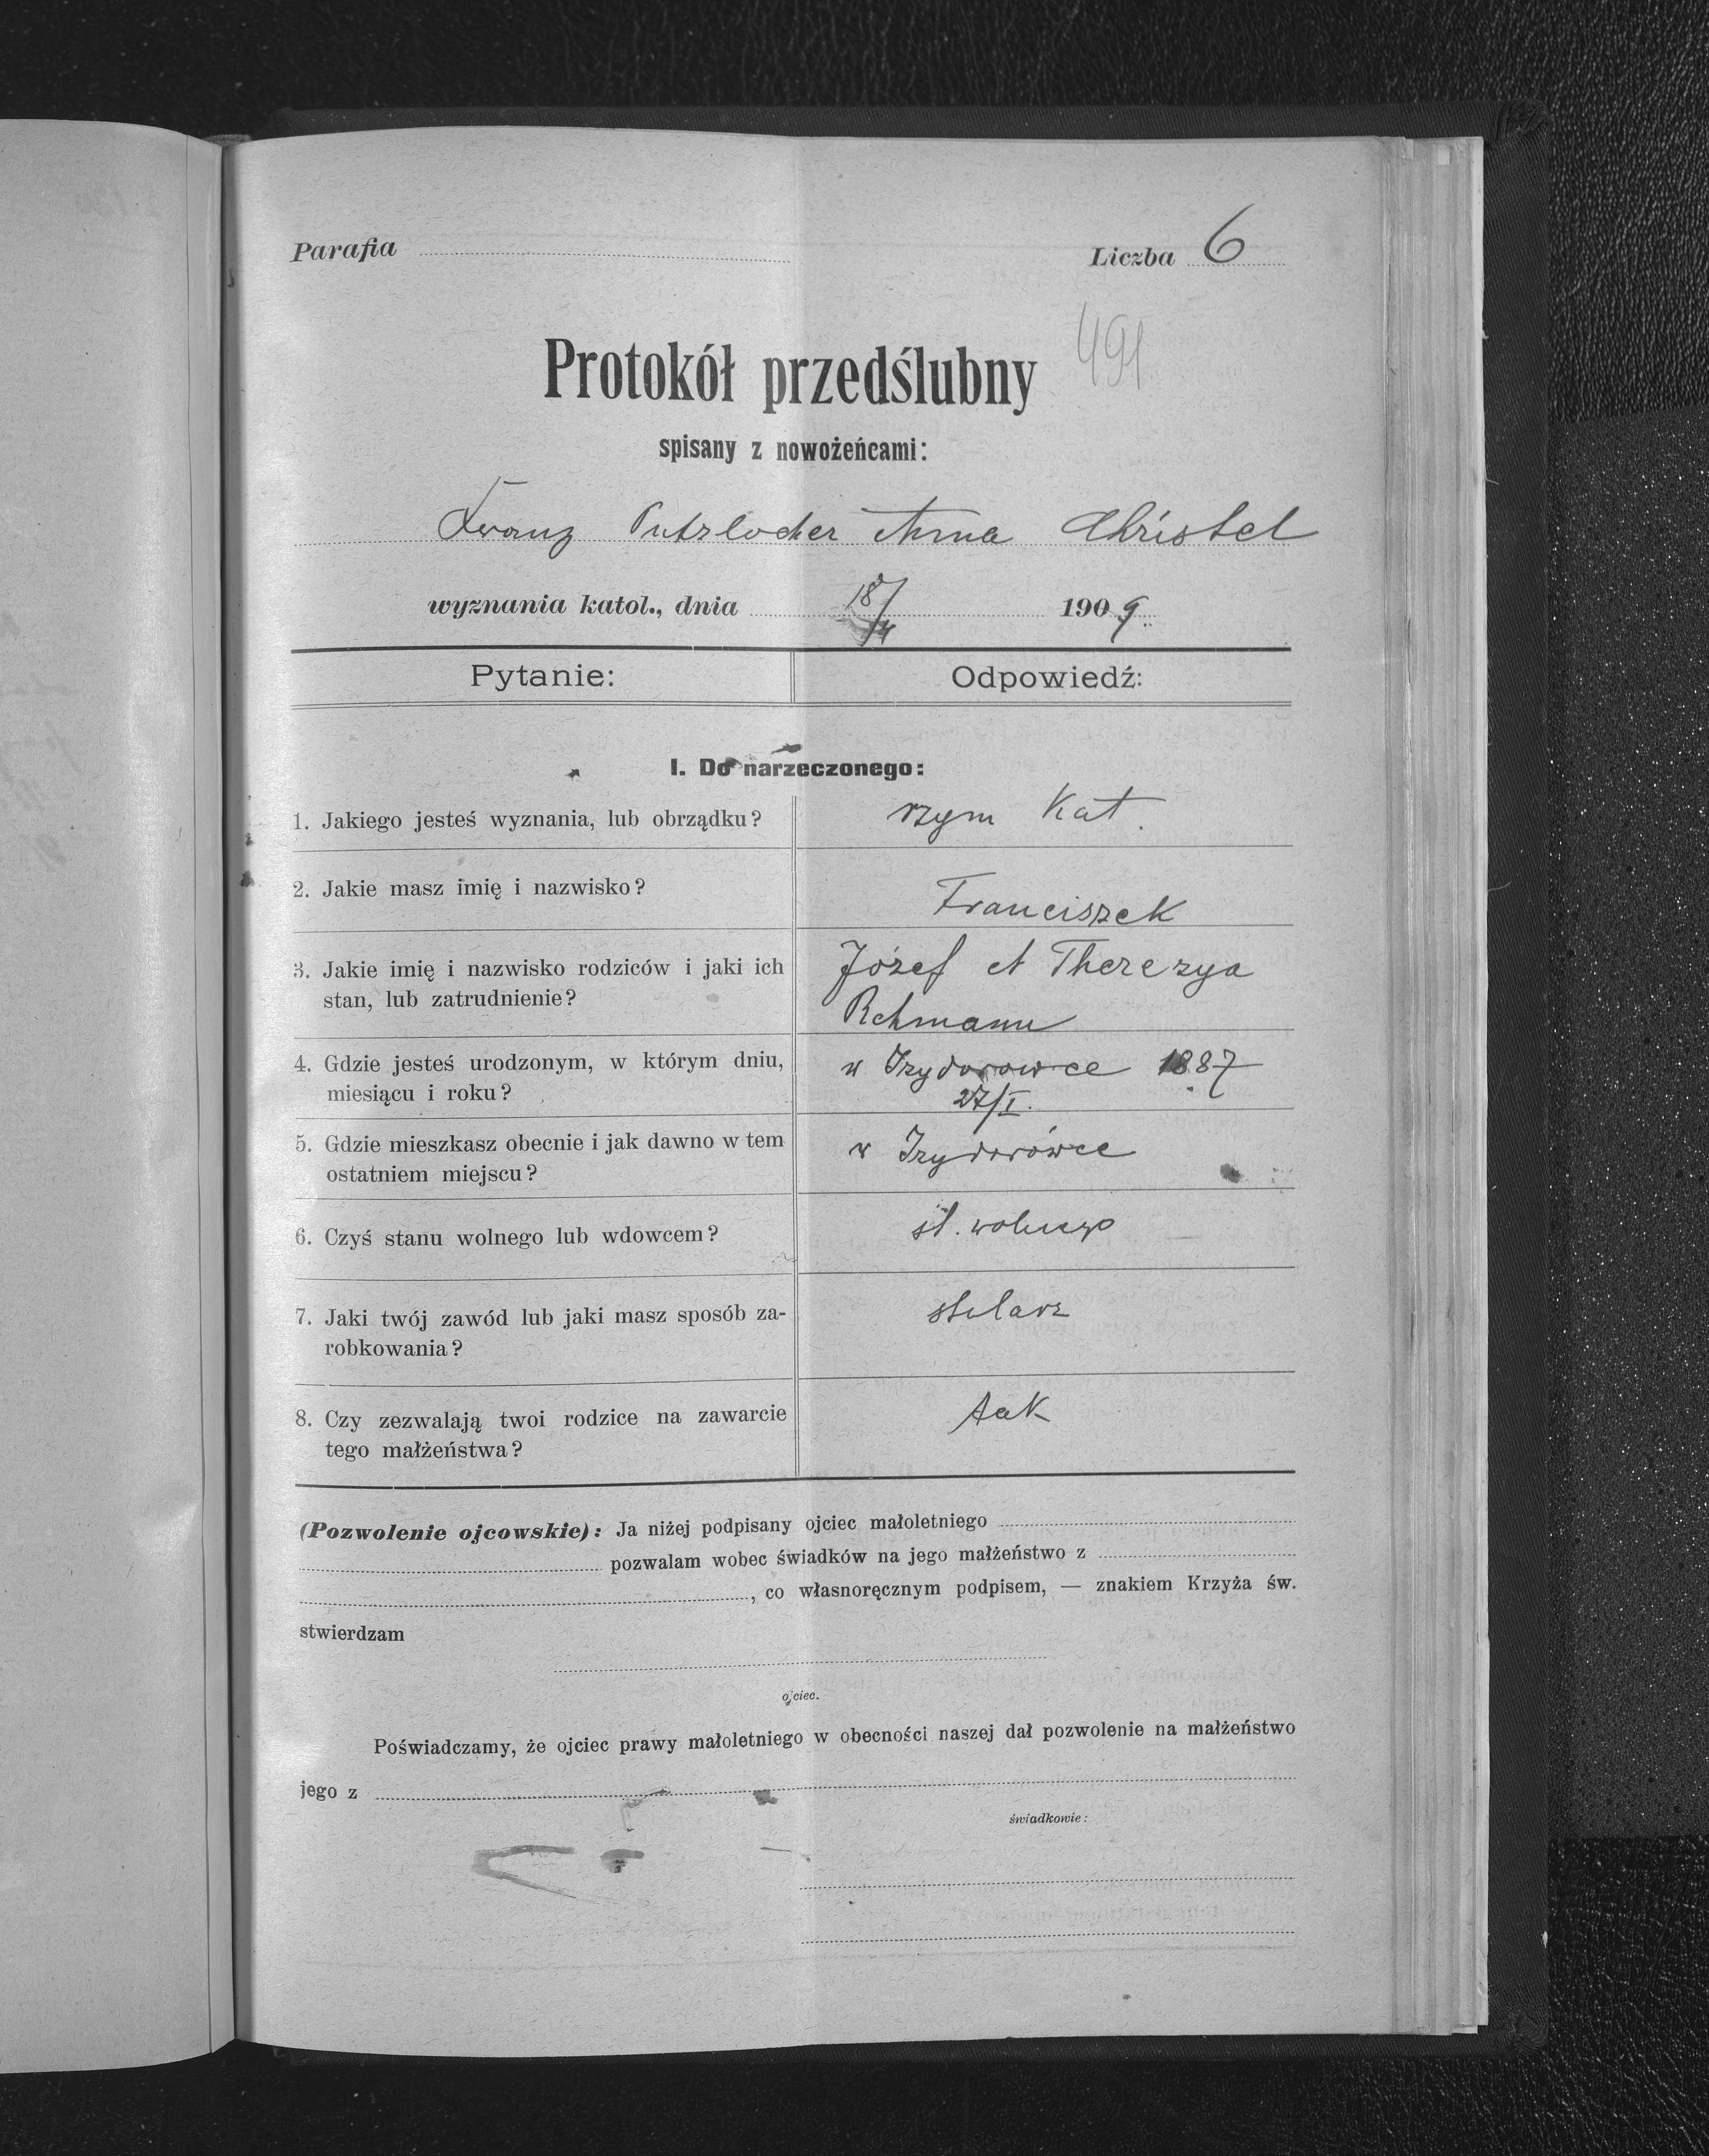 Parafia
Liczba 6
491
Protokół przedślubny
spisany z nowożeńcami:
Franz Putzlocher Anna Christel
wyznania katol., dnia 18/4 1909.
Pytanie: Odpowiedź:
I. Do narzeczonego:
1. Jakiego jesteś wyznania, lub obrządku? rzym Kat.
2. Jakie masz imię i nazwisko? Franciszek
3. Jakie imię i nazwisko rodziców i jaki ich Józef et Therezya
stan, lub zatrudnienie? Rehmann
4. Gdzie jesteś urodzonym, w którym dniu, w Izydorowce 1887
miesiącu i roku? 27/I.
5. Gdzie mieszkasz obecnie i jak dawno w tem w Izydorówce
ostatniem miejscu?
6. Czyś stanu wolnego lub wdowcem? st. wolnego
7. Jaki twój zawód lub jaki masz sposób za- stolarz
robkowania?
8. Czy zezwalają twoi rodzice na zawarcie tak
tego małżeństwa?
(Pozwolenie ojcowskie): Ja niżej podpisany ojciec małoletniego
pozwalam wobec świadków na jego małżeństwo z
, co własnoręcznym podpisem, — znakiem Krzyża św.
stwierdzam
ojciec.
Poświadczamy, że ojciec prawy małoletniego w obecności naszej dał pozwolenie na małżeństwo
jego z
świadkowie: